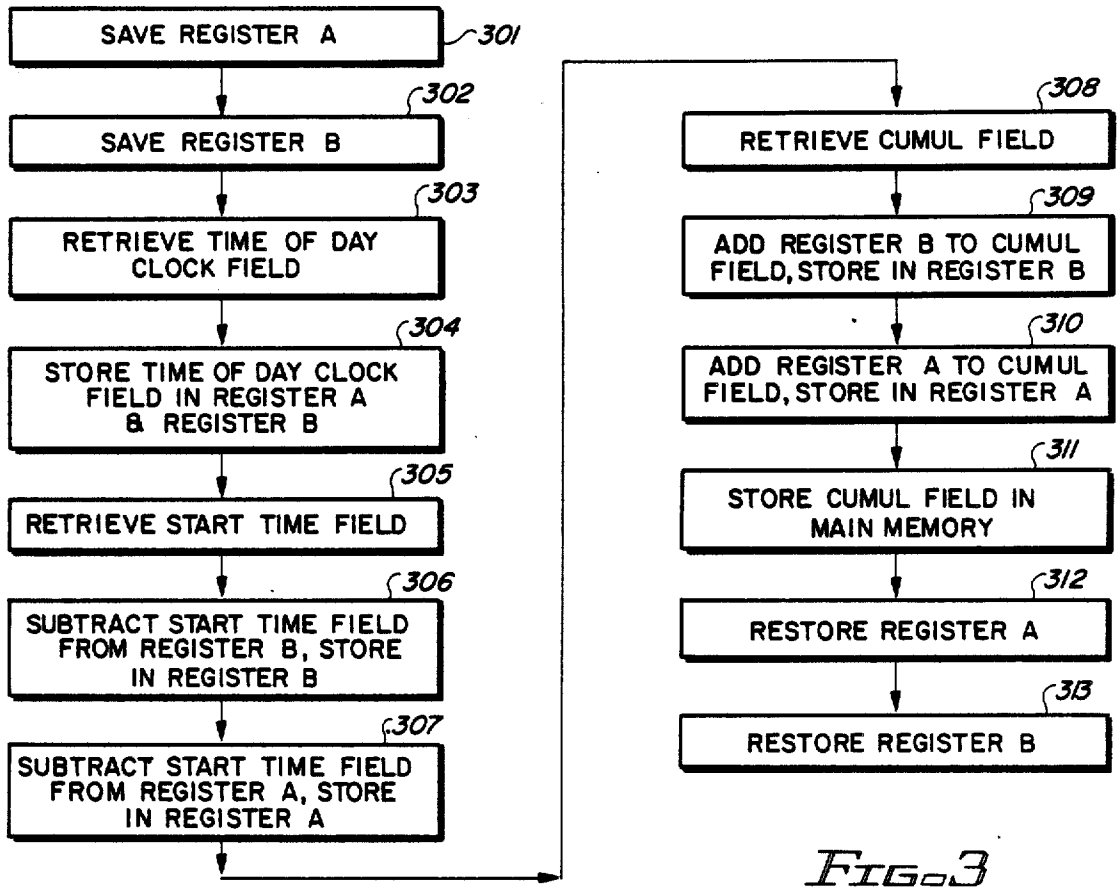 SAVE REGISTER A
301
302
SAVE REGISTER B
303
RETRIEVE TIME OF DAY
CLOCK FIELD
304
STORE TIME OF DAY CLOCK
FIELD IN REGISTER A
& REGISTER B
305
RETRIEVE START TIME FIELD
306
SUBTRACT START TIME FIELD
FROM REGISTER B, STORE
IN REGISTER B
307
SUBTRACT START TIME FIELD
FROM REGISTER A, STORE
IN REGISTER A
308
RETRIEVE CUMUL FIELD
309
ADD REGISTER B TO CUMUL
FIELD, STORE IN REGISTER B
310
ADD REGISTER A TO CUMUL
FIELD, STORE IN REGISTER A
311
STORE CUMUL FIELD IN
MAIN MEMORY
312
RESTORE REGISTER A
313
RESTORE REGISTER B
FIG-3